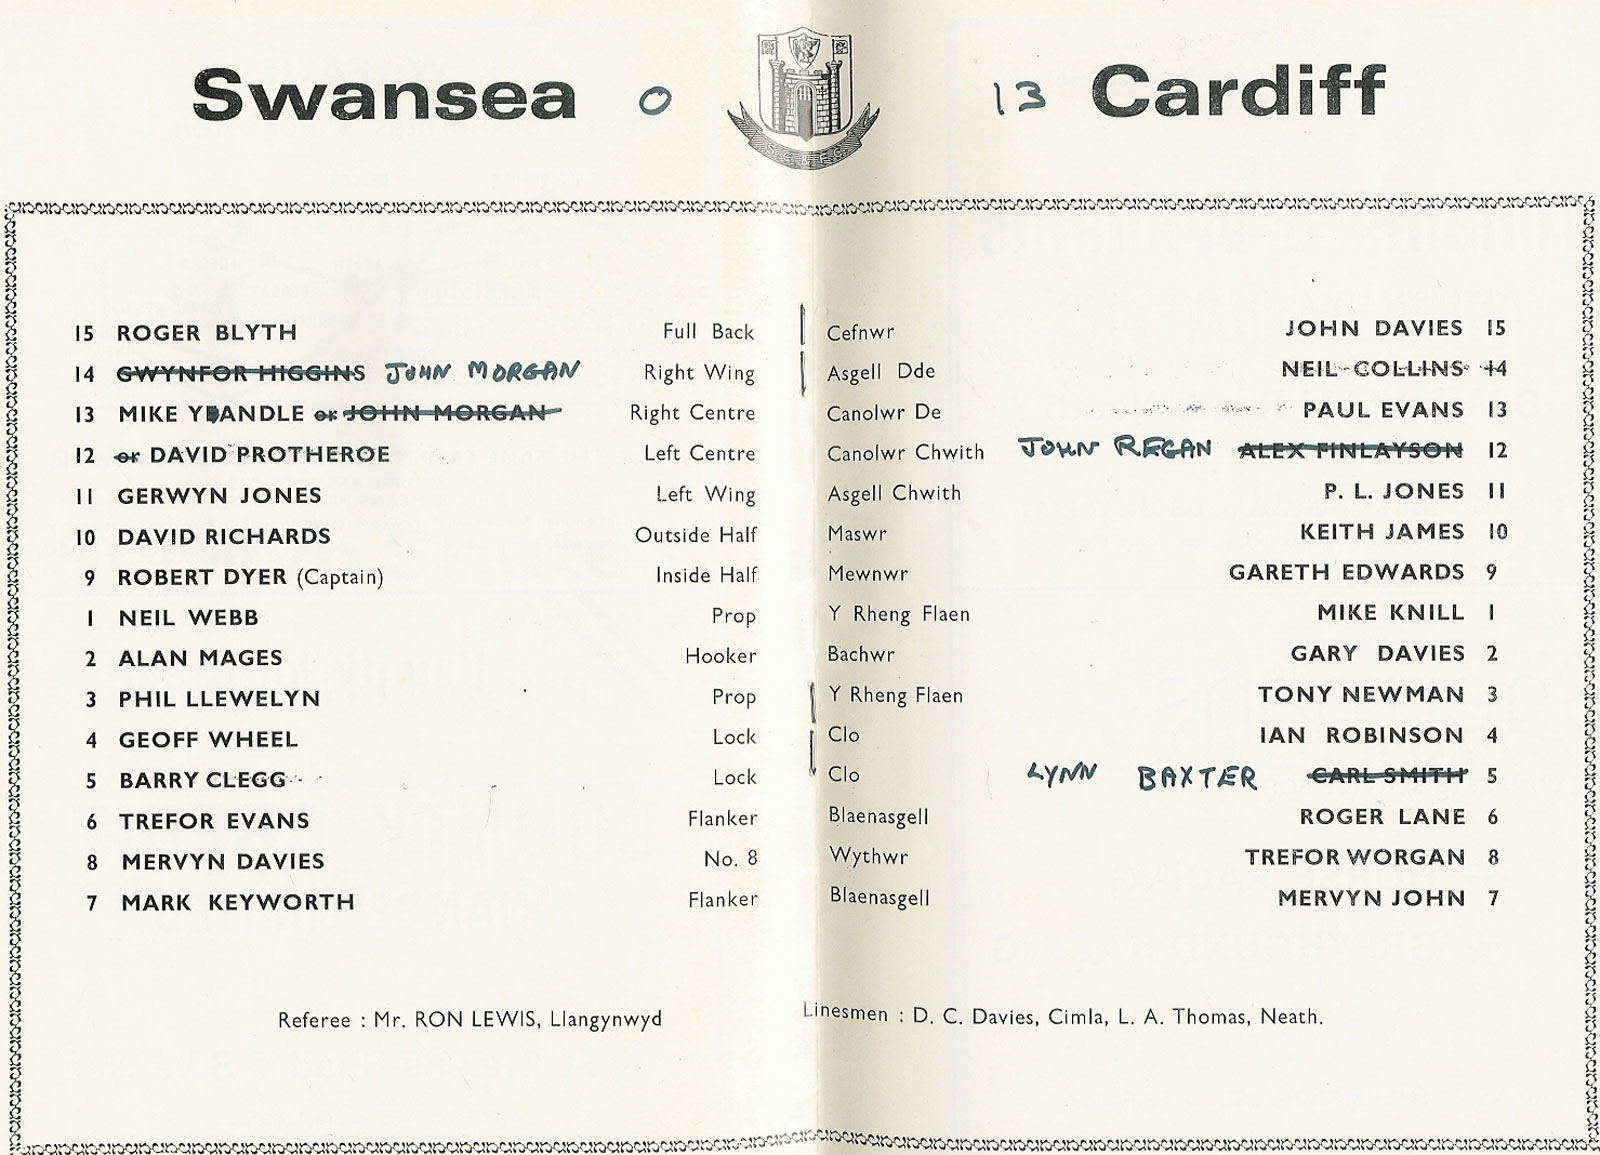 Swansea 0 13 Cardiff
S.C. & F.C.
15 ROGER BLYTH Full Back Cefnwr JOHN DAVIES 15
14 GWYNFOR HIGGINS JOHN MORGAN Right Wing Asgell Dde NEIL COLLINS 14
13 MIKE YEANDLE or JOHN MORGAN Right Centre Canolwr De PAUL EVANS 13
12 or DAVID PROTHEROE Left Centre Canolwr Chwith JOHN REGAN ALEX FINLAYSON 12
11 GERWYN JONES Left Wing Asgell Chwith P. L. JONES 11
10 DAVID RICHARDS Outside Half Maswr KEITH JAMES 10
9 ROBERT DYER (Captain) Inside Half Mewnwr GARETH EDWARDS 9
1 NEIL WEBB Prop Y Rheng Flaen MIKE KNILL 1
2 ALAN MAGES Hooker Bachwr GARY DAVIES 2
3 PHIL LLEWELYN Prop Y Rheng Flaen TONY NEWMAN 3
4 GEOFF WHEEL Lock Clo IAN ROBINSON 4
5 BARRY CLEGG Lock Clo LYNN BAXTER CARL SMITH 5
6 TREFOR EVANS Flanker Blaenasgell ROGER LANE 6
8 MERVYN DAVIES No. 8 Wythwr TREFOR WORGAN 8
7 MARK KEYWORTH Flanker Blaenasgell MERVYN JOHN 7
Referee : Mr. RON LEWIS, Llangynwyd Linesmen : D. C. Davies, Cimla, L. A. Thomas, Neath.